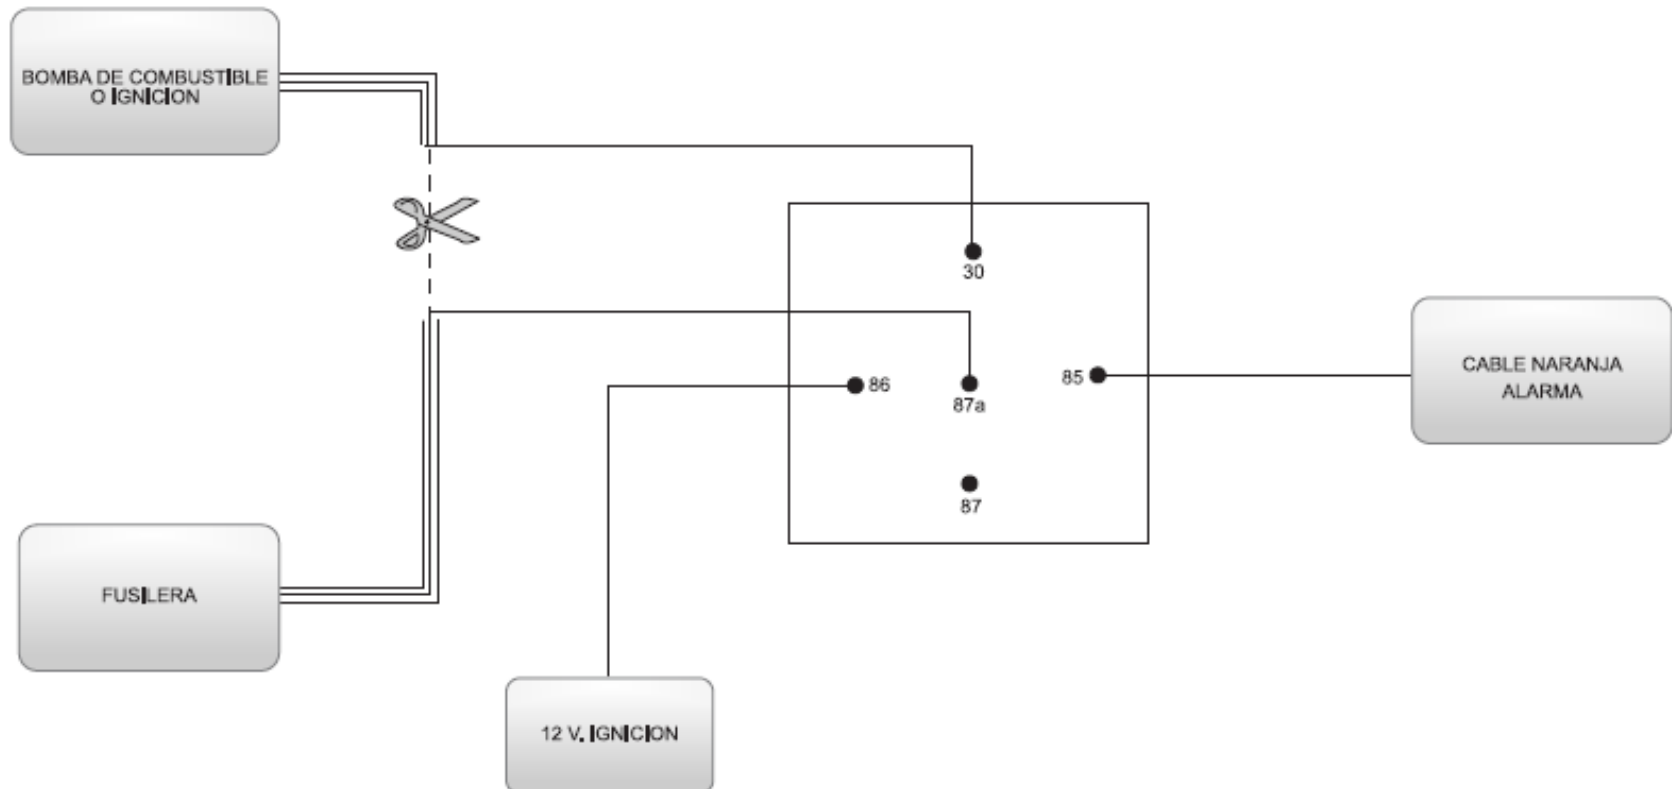 BOMBA DE COMBUSTIBLE
O IGNICION
30
86
87a
85
87
CABLE NARANJA
ALARMA
FUSILERA
12 V. IGNICION